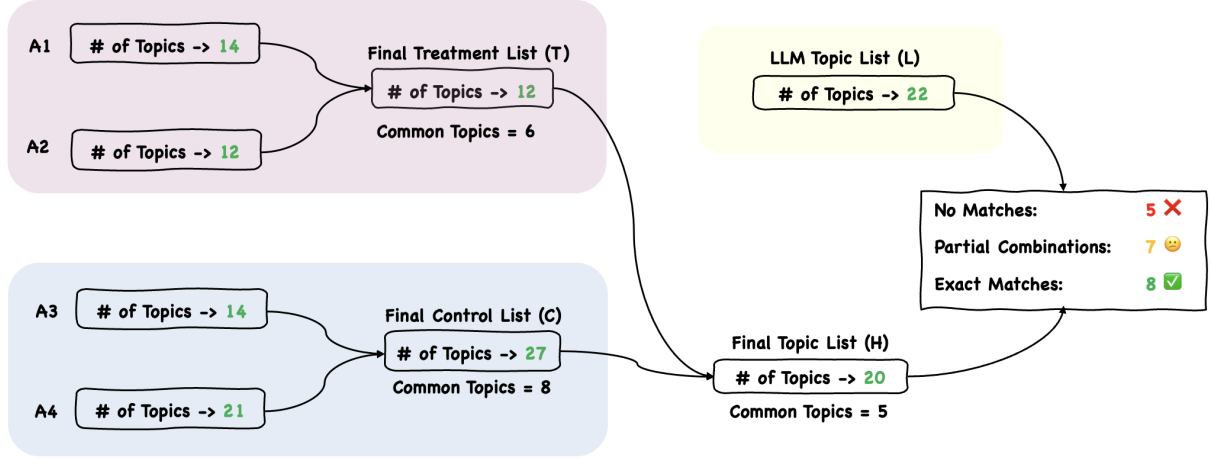 A1
# of Topics -> 14
A2
# of Topics -> 12
Final Treatment List (T)
# of Topics -> 12
Common Topics = 6
A3
# of Topics -> 14
A4
# of Topics -> 21
Final Control List (C)
# of Topics -> 27
Common Topics = 8
LLM Topic List (L)
# of Topics -> 22
Final Topic List (H)
# of Topics -> 20
Common Topics = 5
No Matches: 5 ❌
Partial Combinations: 7 😕
Exact Matches: 8 ✅